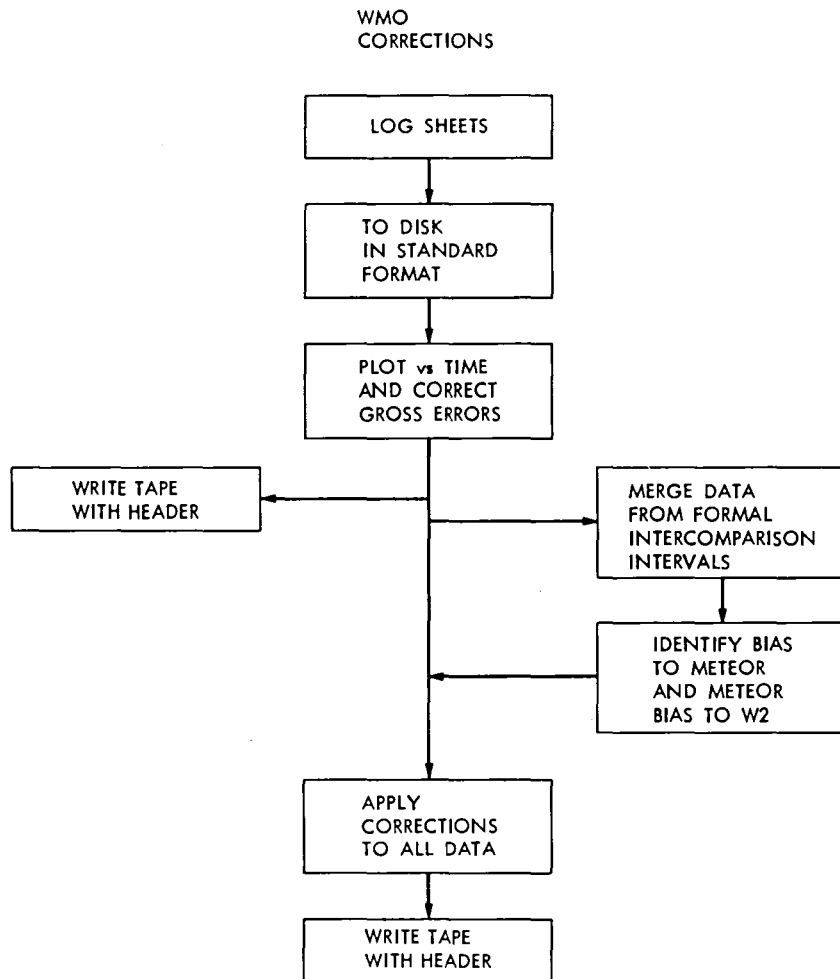 WMO
CORRECTIONS
LOG SHEETS
TO DISK
IN STANDARD
FORMAT
PLOT vs TIME
AND CORRECT
GROSS ERRORS
WRITE TAPE
WITH HEADER
MERGE DATA
FROM FORMAL
INTERCOMPARISON
INTERVALS
IDENTIFY BIAS
TO METEOR
AND METEOR
BIAS TO W2
APPLY
CORRECTIONS
TO ALL DATA
WRITE TAPE
WITH HEADER